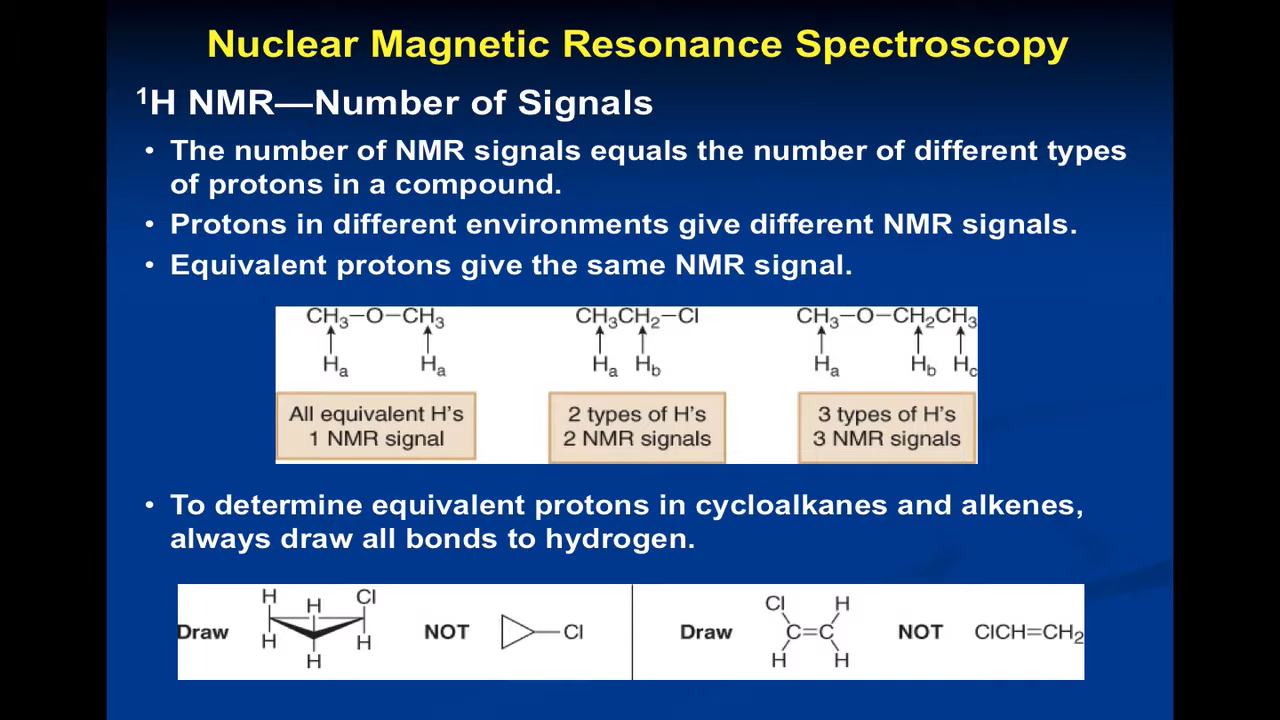 Nuclear Magnetic Resonance Spectroscopy
¹H NMR—Number of Signals
• The number of NMR signals equals the number of different types
of protons in a compound.
• Protons in different environments give different NMR signals.
• Equivalent protons give the same NMR signal.
CH₃—O—CH₃
Hₐ Hₐ
All equivalent H's
1 NMR signal
CH₃CH₂—Cl
Hₐ H_b
2 types of H's
2 NMR signals
CH₃—O—CH₂CH₃
Hₐ H_b H_c
3 types of H's
3 NMR signals
• To determine equivalent protons in cycloalkanes and alkenes,
always draw all bonds to hydrogen.
Draw
H H Cl
H H H
NOT
Cl
Draw
Cl H
C=C
H H
NOT
ClCH=CH₂